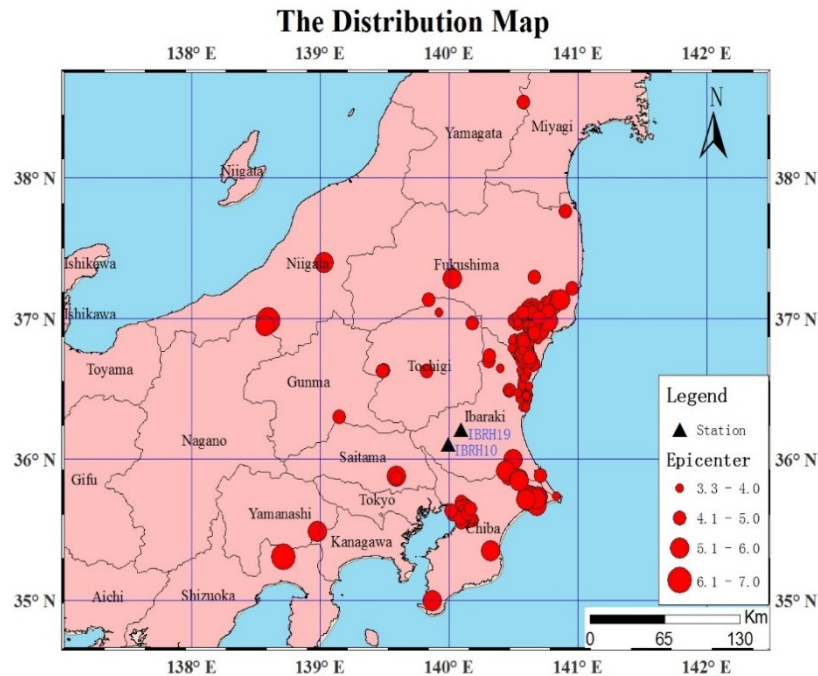 The Distribution Map
138° E 139° E 140° E 141° E 142° E
N
Yamagata
Miyagi
38° N 38° N
Niigata
Ishikawa
Niigata
Fukushima
Ishikawa
37° N 37° N
Toyama
Tochigi
Gunma
Legend
Station
Ibaraki
IBRH19
Nagano
IBRH10
Epicenter
36° N 36° N
Saitama
Gifu
3.3 - 4.0
Tokyo
Yamanashi
4.1 - 5.0
Chiba
Kanagawa
5.1 - 6.0
6.1 - 7.0
Aichi
Shizuoka
35° N 35° N
Km
0 65 130
138° E 139° E 140° E 141° E 142° E